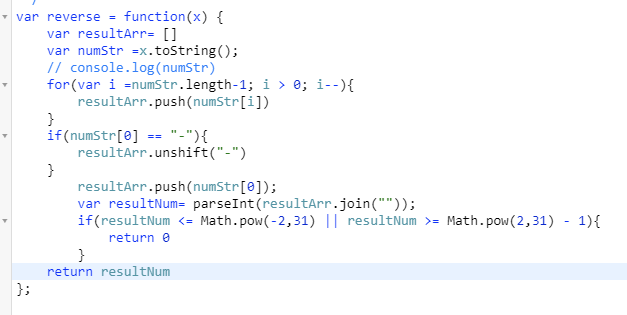 var reverse = function(x) {
    var resultArr= []
    var numStr =x.toString();
    // console.log(numStr)
    for(var i =numStr.length-1; i > 0; i--){
        resultArr.push(numStr[i])
    }
    if(numStr[0] == "-"){
        resultArr.unshift("-")
    }
        resultArr.push(numStr[0]);
        var resultNum= parseInt(resultArr.join(""));
        if(resultNum <= Math.pow(-2,31) || resultNum >= Math.pow(2,31) - 1){
            return 0
        }
    return resultNum
};